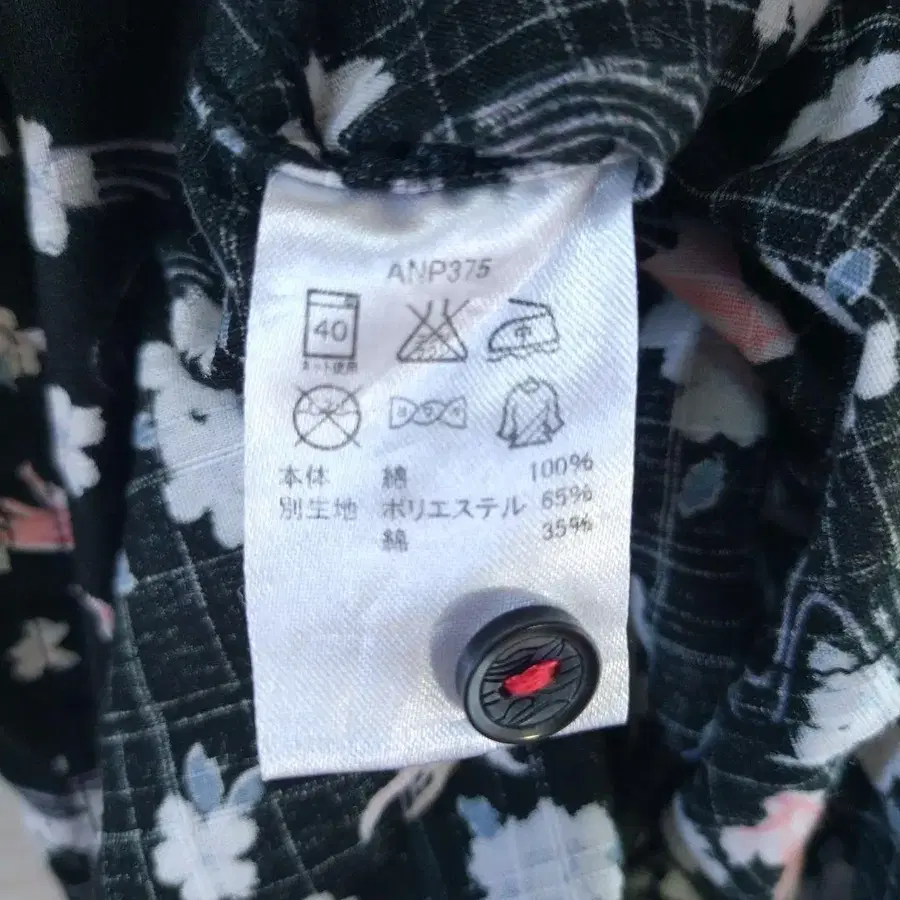 ANP375
40
ネット使用
中
本体 綿 100%
別生地 ポリエステル 65%
綿 35%